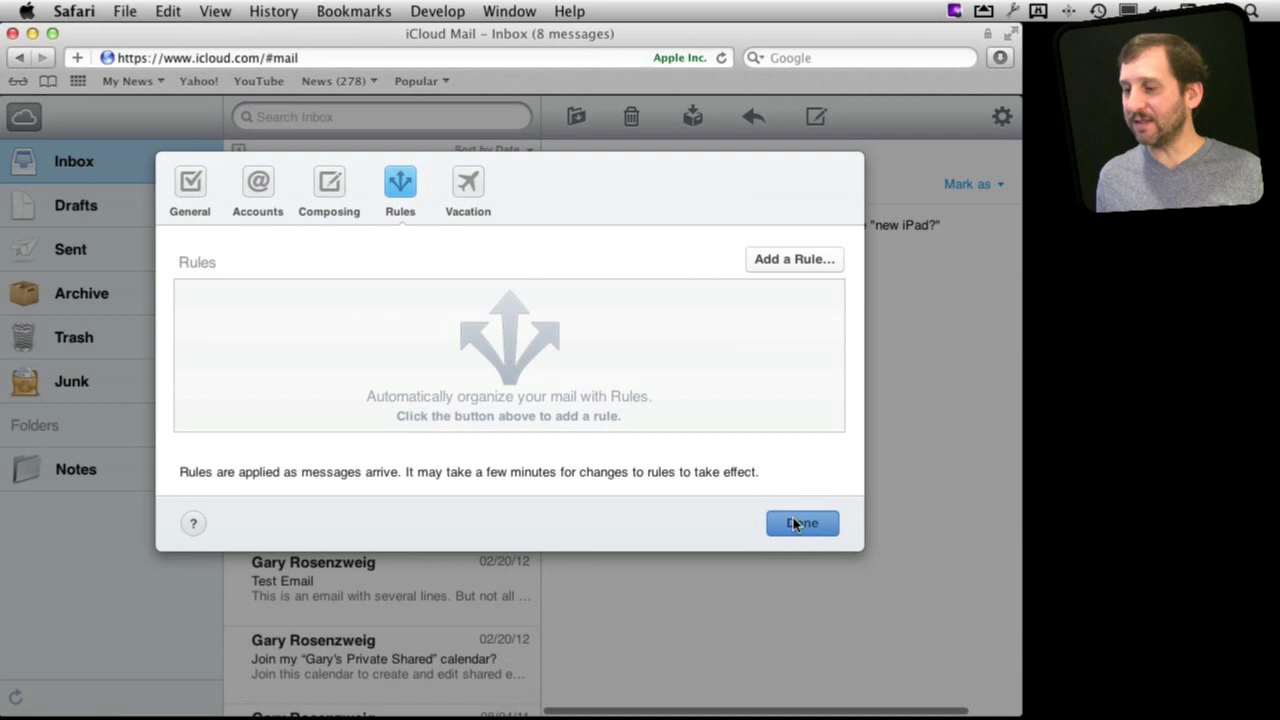 Safari File Edit View History Bookmarks Develop Window Help
iCloud Mail – Inbox (8 messages)
https://www.icloud.com/#mail Apple Inc. Google
My News Yahoo! YouTube News (278) Popular
Search Inbox
Sort by Date
Inbox
Drafts
Sent
Archive
Trash
Junk
Folders
Notes
General Accounts Composing Rules Vacation
Mark as
"new iPad?"
Rules Add a Rule...
Automatically organize your mail with Rules.
Click the button above to add a rule.
Rules are applied as messages arrive. It may take a few minutes for changes to rules to take effect.
? Done
Gary Rosenzweig 02/20/12
Test Email
This is an email with several lines. But not all ...
Gary Rosenzweig 02/20/12
Join my "Gary's Private Shared" calendar?
Join this calendar to create and edit shared e...